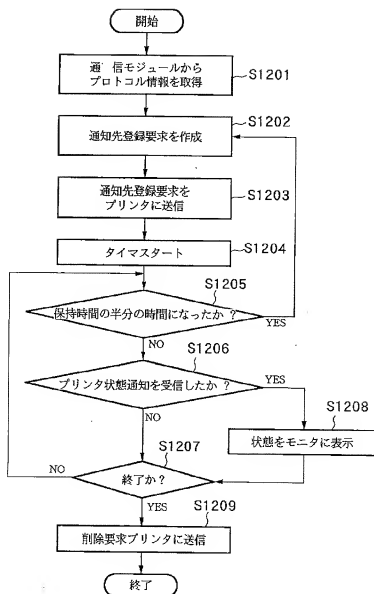 開始
通 信モジュールから
プロトコル情報を取得
S1201
S1202
通知先登録要求を作成
通知先登録要求を
プリンタに送信
S1203
タイマスタート
S1204
S1205
保持時間の半分の時間になったか ?
YES
NO
S1206
プリンタ状態通知を受信したか ?
YES
NO
S1208
状態をモニタに表示
S1207
NO
終了か ?
YES
S1209
削除要求プリンタに送信
終了